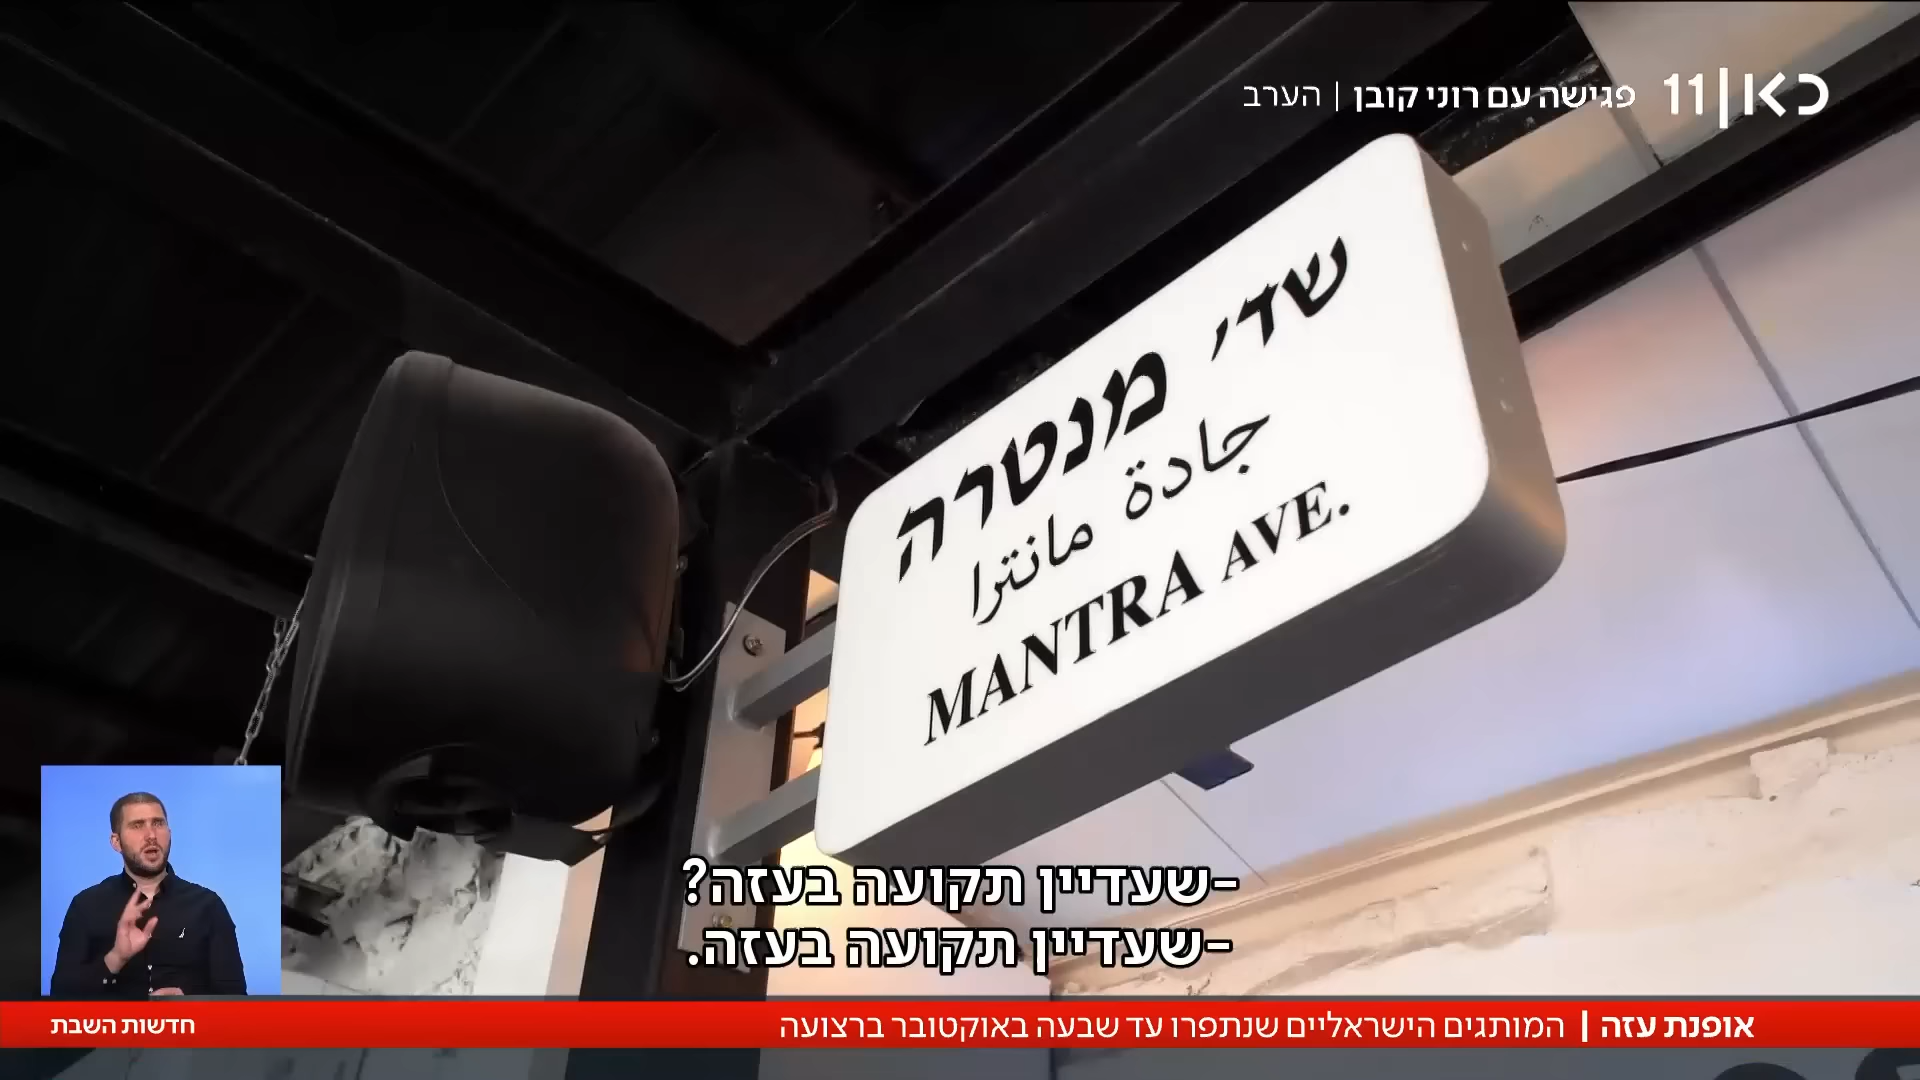 כאן|11 פגישה עם רוני קובן | הערב
שד' מנטרה
جادة مانترا
MANTRA AVE.
-שעדיין תקועה בעזה?
-שעדיין תקועה בעזה.
אופנת עזה | המותגים הישראליים שנתפרו עד שבעה באוקטובר ברצועה
חדשות השבת